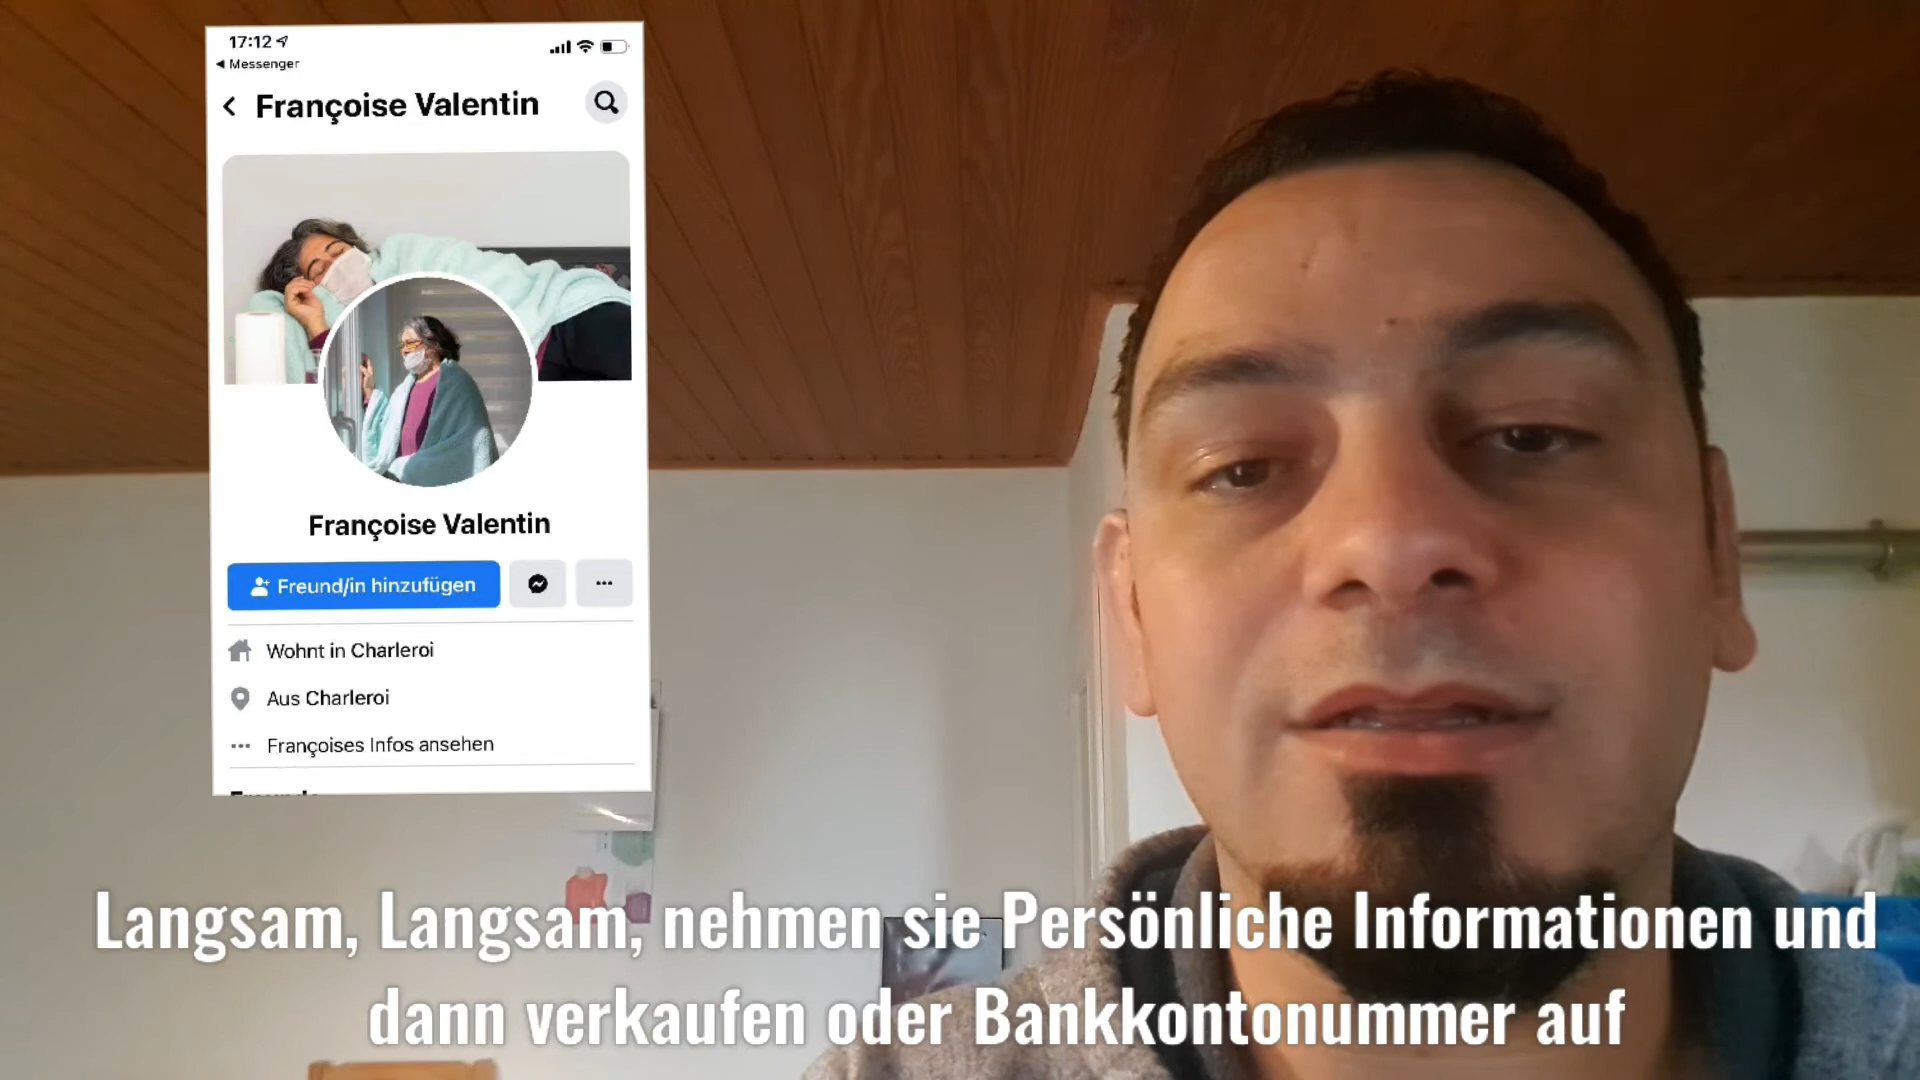 17:12
Messenger
Françoise Valentin
Françoise Valentin
Freund/in hinzufügen
Wohnt in Charleroi
Aus Charleroi
Françoises Infos ansehen
Langsam, Langsam, nehmen sie Persönliche Informationen und
dann verkaufen oder Bankkontonummer auf